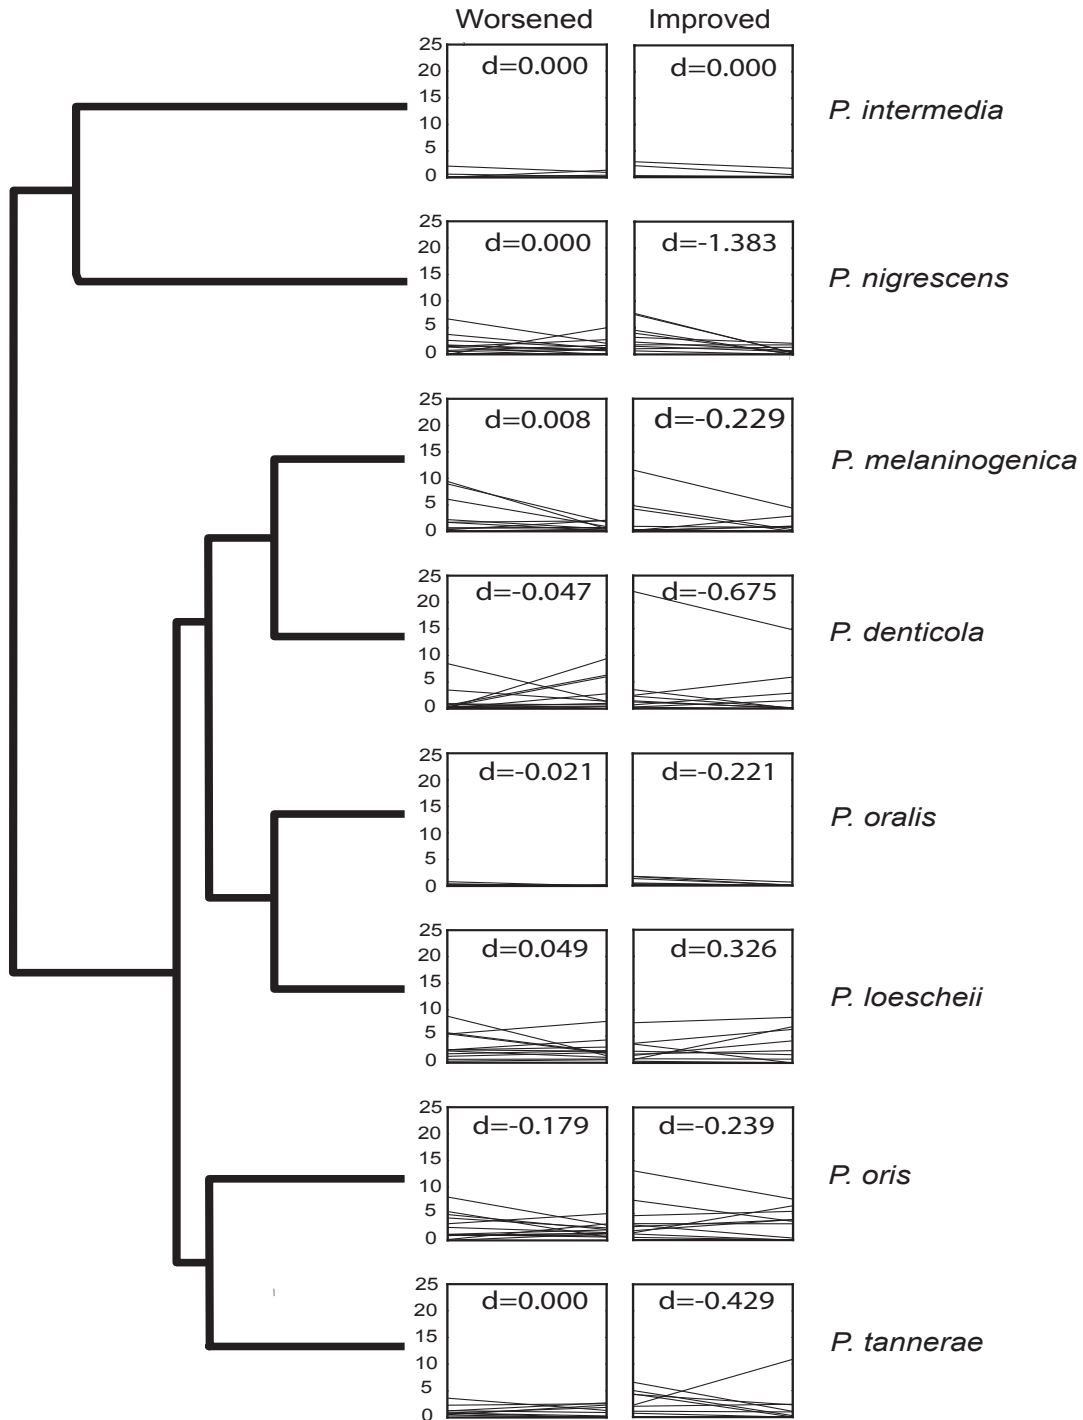 Worsened Improved
25
20
15
10
5
0
d=0.000 d=0.000
P. intermedia
25
20
15
10
5
0
d=0.000 d=-1.383
P. nigrescens
25
20
15
10
5
0
d=0.008 d=-0.229
P. melaninogenica
25
20
15
10
5
0
d=-0.047 d=-0.675
P. denticola
25
20
15
10
5
0
d=-0.021 d=-0.221
P. oralis
25
20
15
10
5
0
d=0.049 d=0.326
P. loescheii
25
20
15
10
5
0
d=-0.179 d=-0.239
P. oris
25
20
15
10
5
0
d=0.000 d=-0.429
P. tannerae